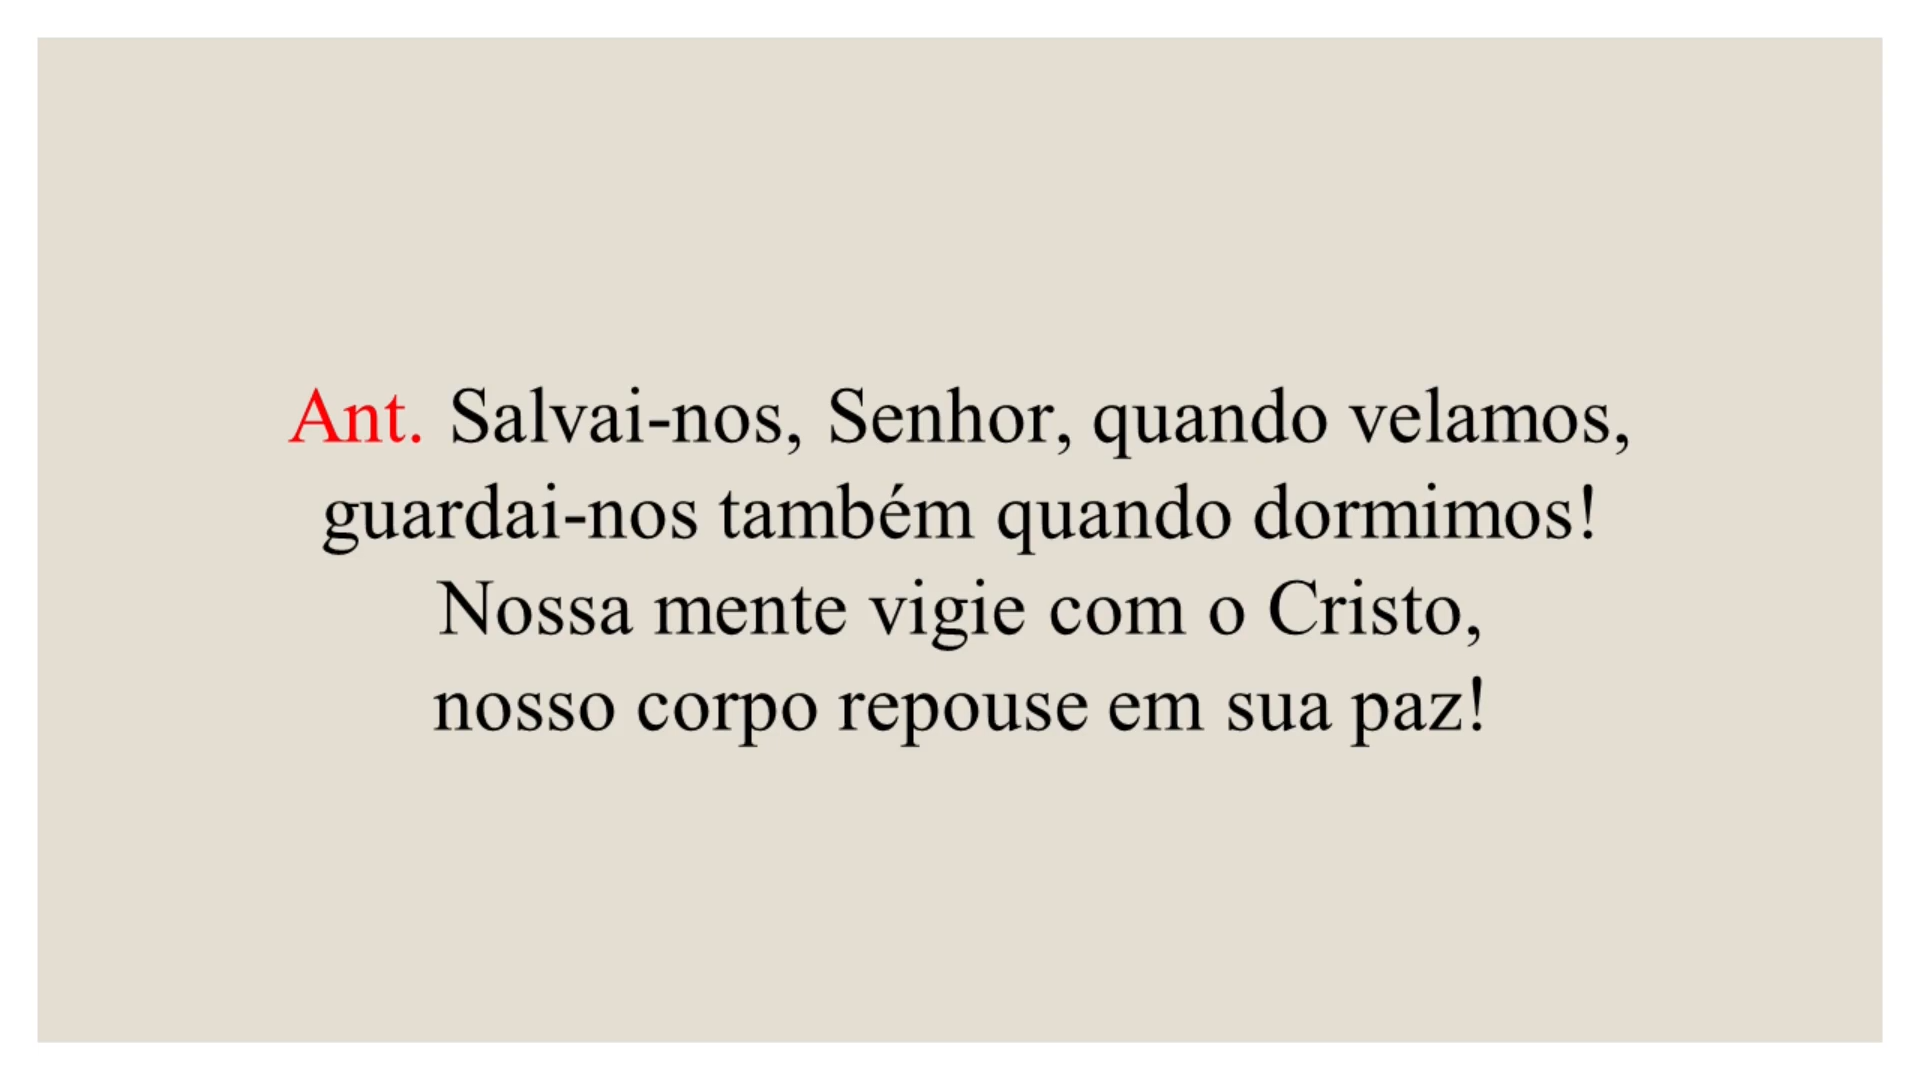 Ant. Salvai-nos, Senhor, quando velamos,
guardai-nos também quando dormimos!
Nossa mente vigie com o Cristo,
nosso corpo repouse em sua paz!